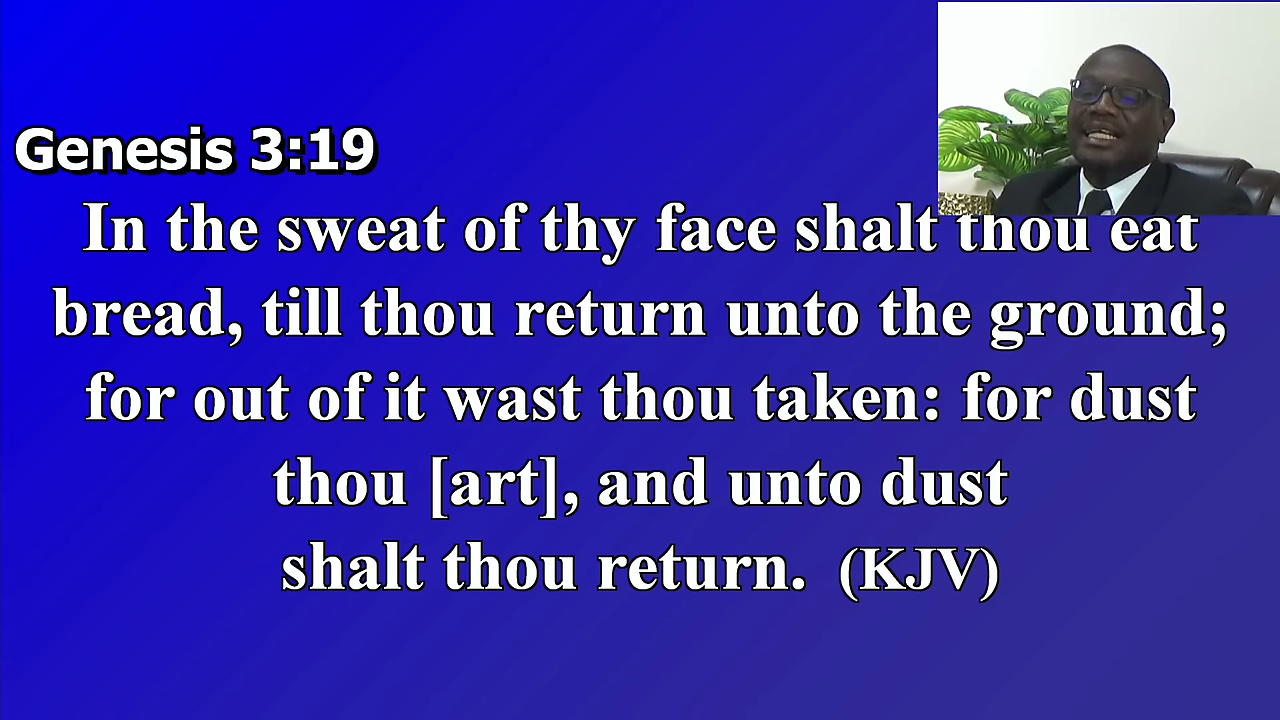 Genesis 3:19
In the sweat of thy face shalt thou eat
bread, till thou return unto the ground;
for out of it wast thou taken: for dust
thou [art], and unto dust
shalt thou return. (KJV)